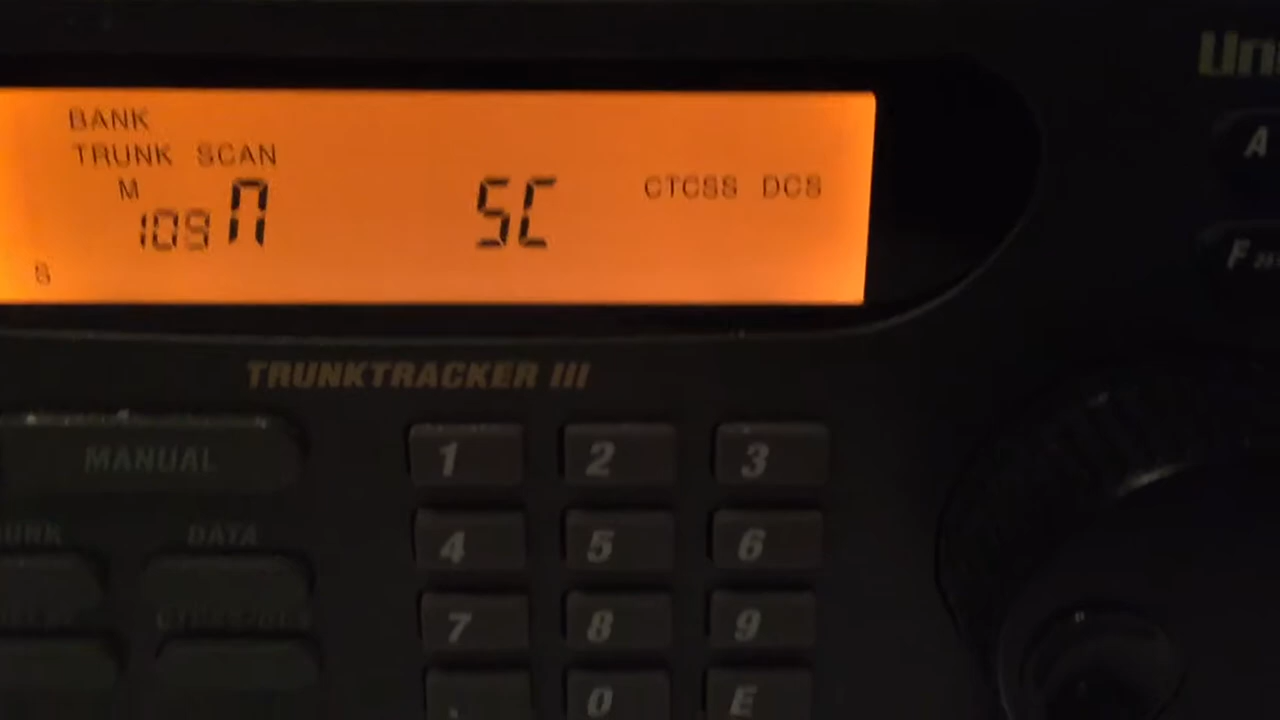 Un
BANK
TRUNK SCAN
M
CTCSS DCS
109 n SC
S
A
F
TRUNKTRACKER III
MANUAL
1 2 3
DATA
4 5 6
7 8 9
. 0 E